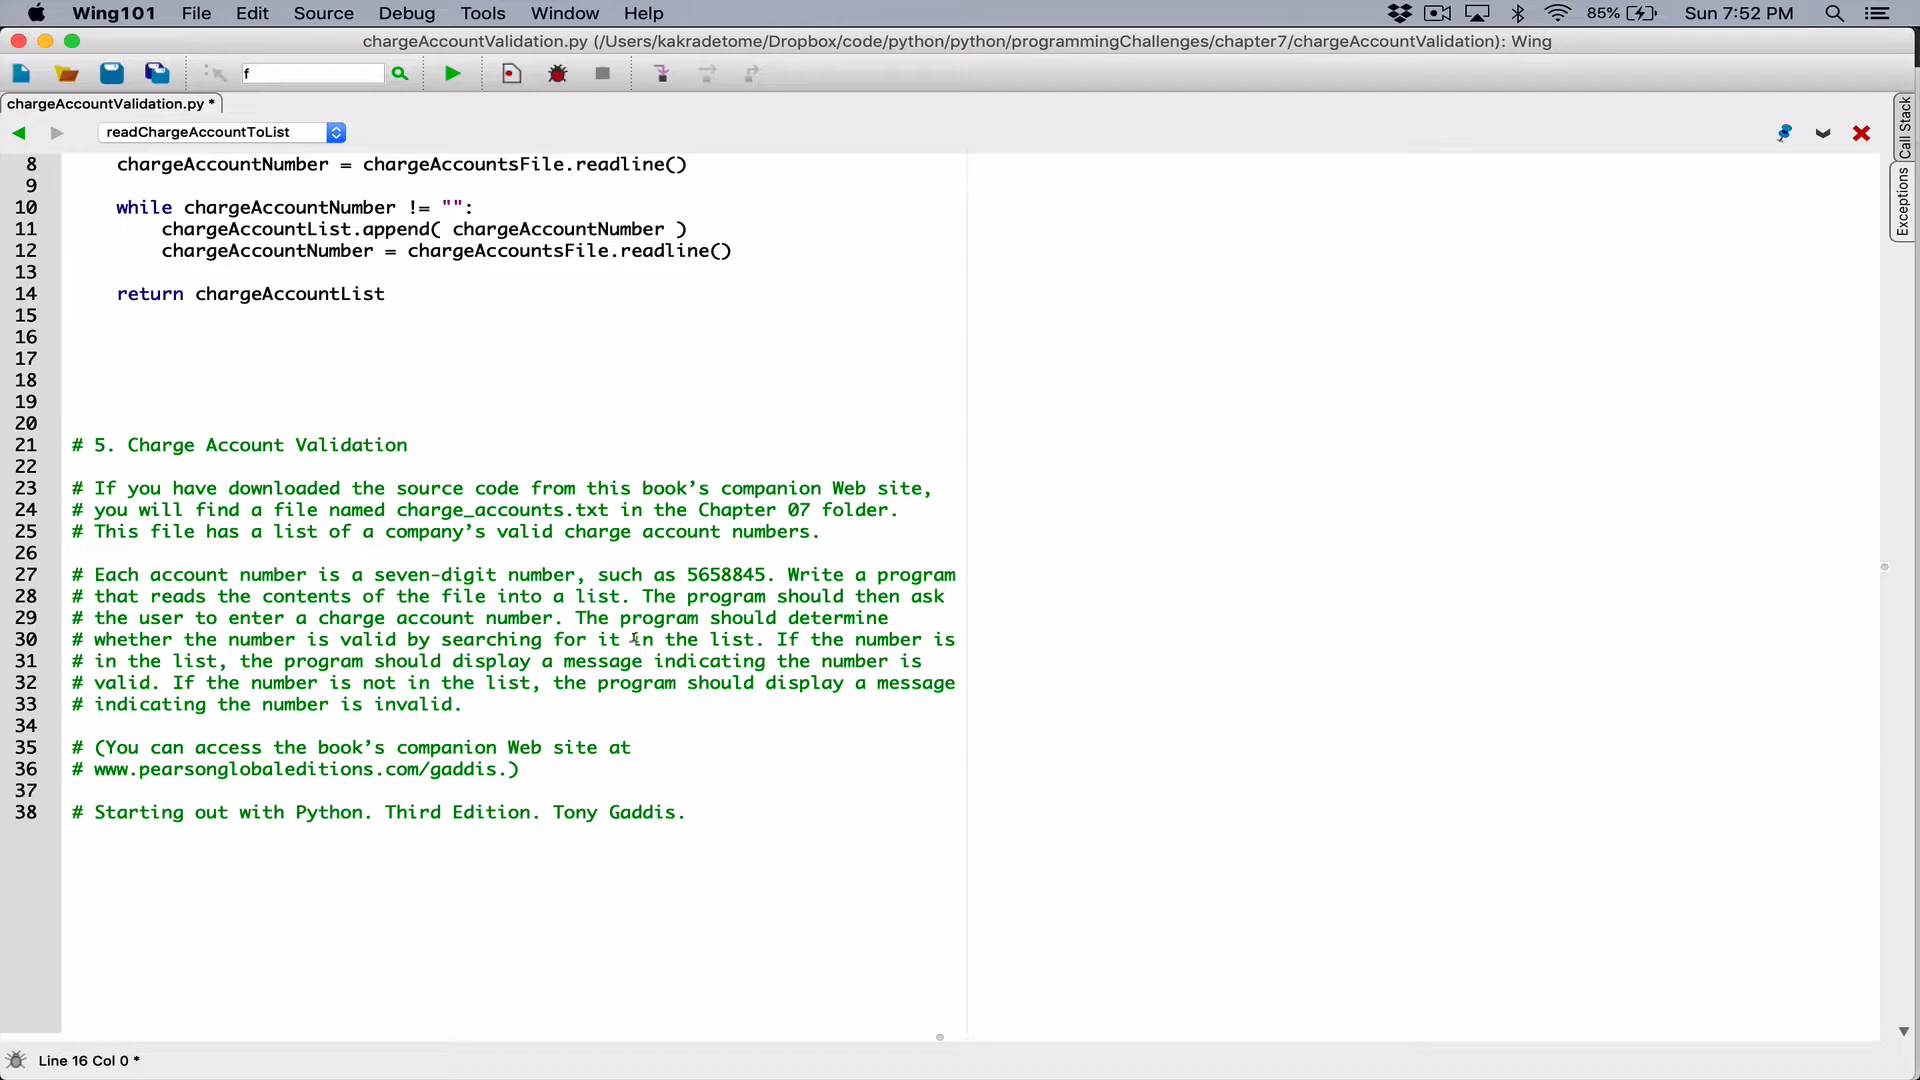 Wing101 File Edit Source Debug Tools Window Help 85% Sun 7:52 PM
chargeAccountValidation.py (/Users/kakradetome/Dropbox/code/python/python/programmingChallenges/chapter7/chargeAccountValidation): Wing
f
chargeAccountValidation.py *
readChargeAccountToList
Call Stack
Exceptions
8 chargeAccountNumber = chargeAccountsFile.readline()
9
10 while chargeAccountNumber != "":
11 chargeAccountList.append( chargeAccountNumber )
12 chargeAccountNumber = chargeAccountsFile.readline()
13
14 return chargeAccountList
15
16
17
18
19
20
21 # 5. Charge Account Validation
22
23 # If you have downloaded the source code from this book’s companion Web site,
24 # you will find a file named charge_accounts.txt in the Chapter 07 folder.
25 # This file has a list of a company’s valid charge account numbers.
26
27 # Each account number is a seven-digit number, such as 5658845. Write a program
28 # that reads the contents of the file into a list. The program should then ask
29 # the user to enter a charge account number. The program should determine
30 # whether the number is valid by searching for it in the list. If the number is
31 # in the list, the program should display a message indicating the number is
32 # valid. If the number is not in the list, the program should display a message
33 # indicating the number is invalid.
34
35 # (You can access the book’s companion Web site at
36 # www.pearsonglobaleditions.com/gaddis.)
37
38 # Starting out with Python. Third Edition. Tony Gaddis.
Line 16 Col 0 *